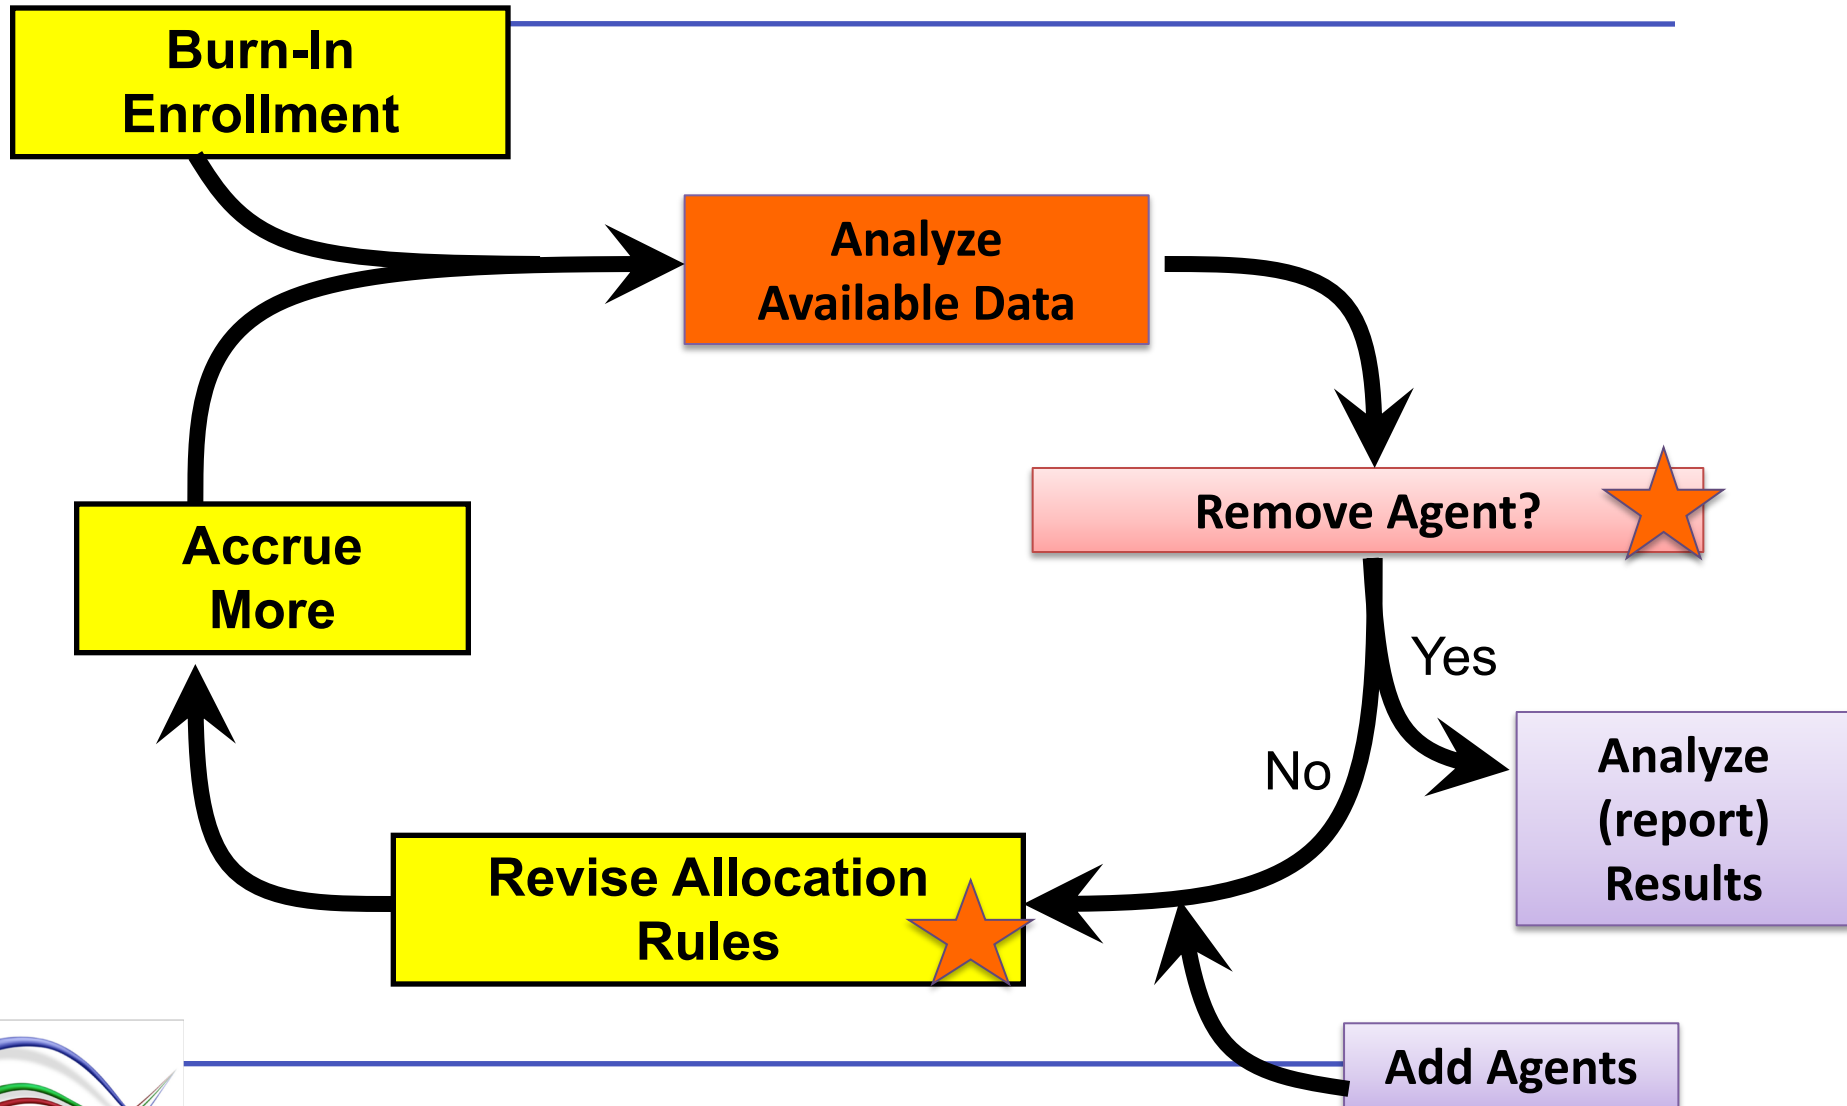 Burn-In
Enrollment
Analyze
Available Data
Remove Agent?
Accrue
More
Yes
No
Analyze
(report)
Results
Revise Allocation
Rules
Add Agents